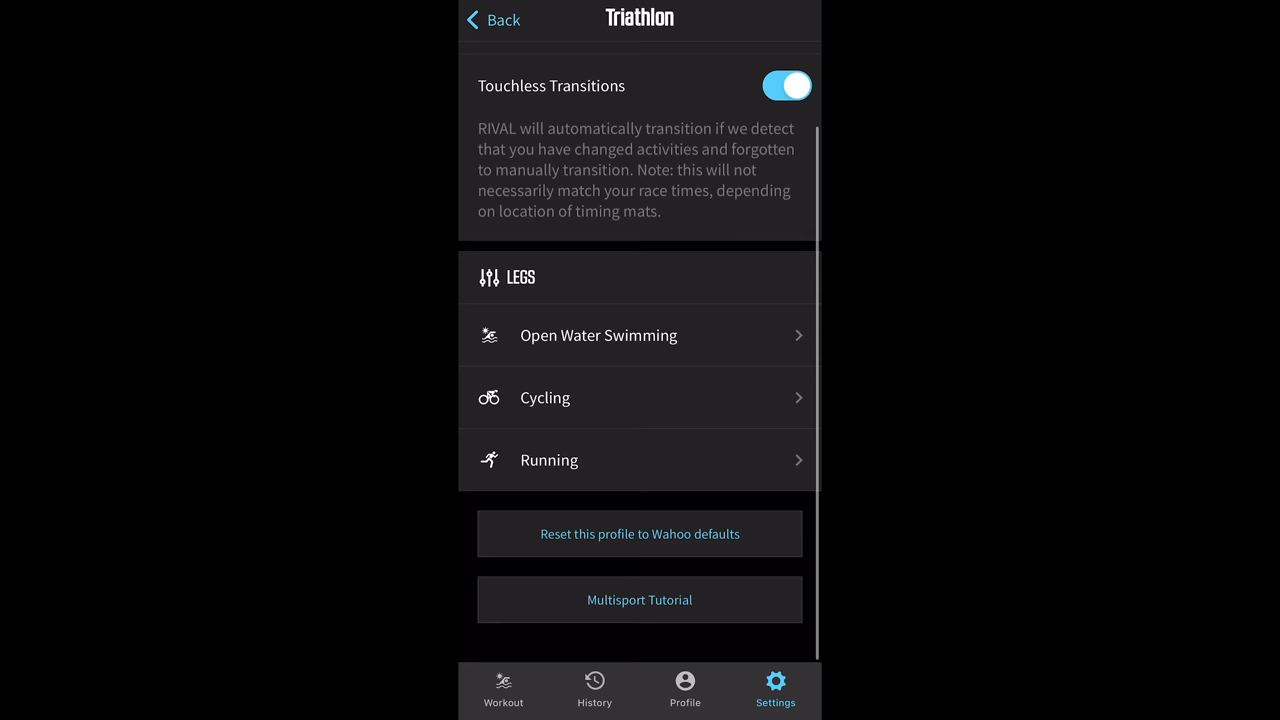 Back
Triathlon
Touchless Transitions
RIVAL will automatically transition if we detect
that you have changed activities and forgotten
to manually transition. Note: this will not
necessarily match your race times, depending
on location of timing mats.
LEGS
Open Water Swimming
Cycling
Running
Reset this profile to Wahoo defaults
Multisport Tutorial
Workout
History
Profile
Settings